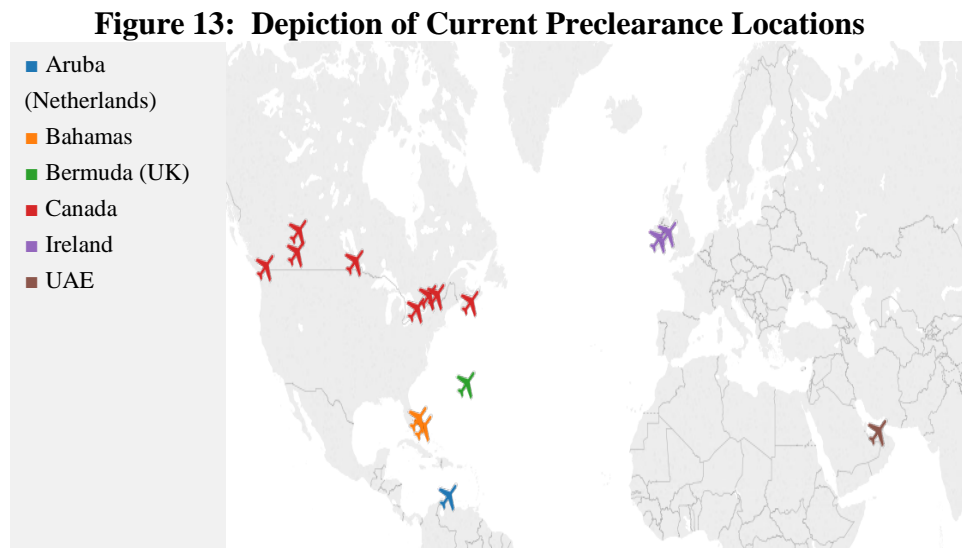 Figure 13: Depiction of Current Preclearance Locations
Aruba
(Netherlands)
Bahamas
Bermuda (UK)
Canada
Ireland
UAE